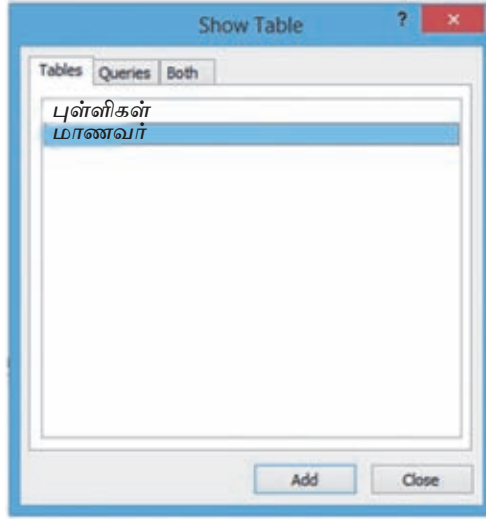 Show Table
?
×
Tables Queries Both
புள்ளிகள்
மாணவர்
Add Close